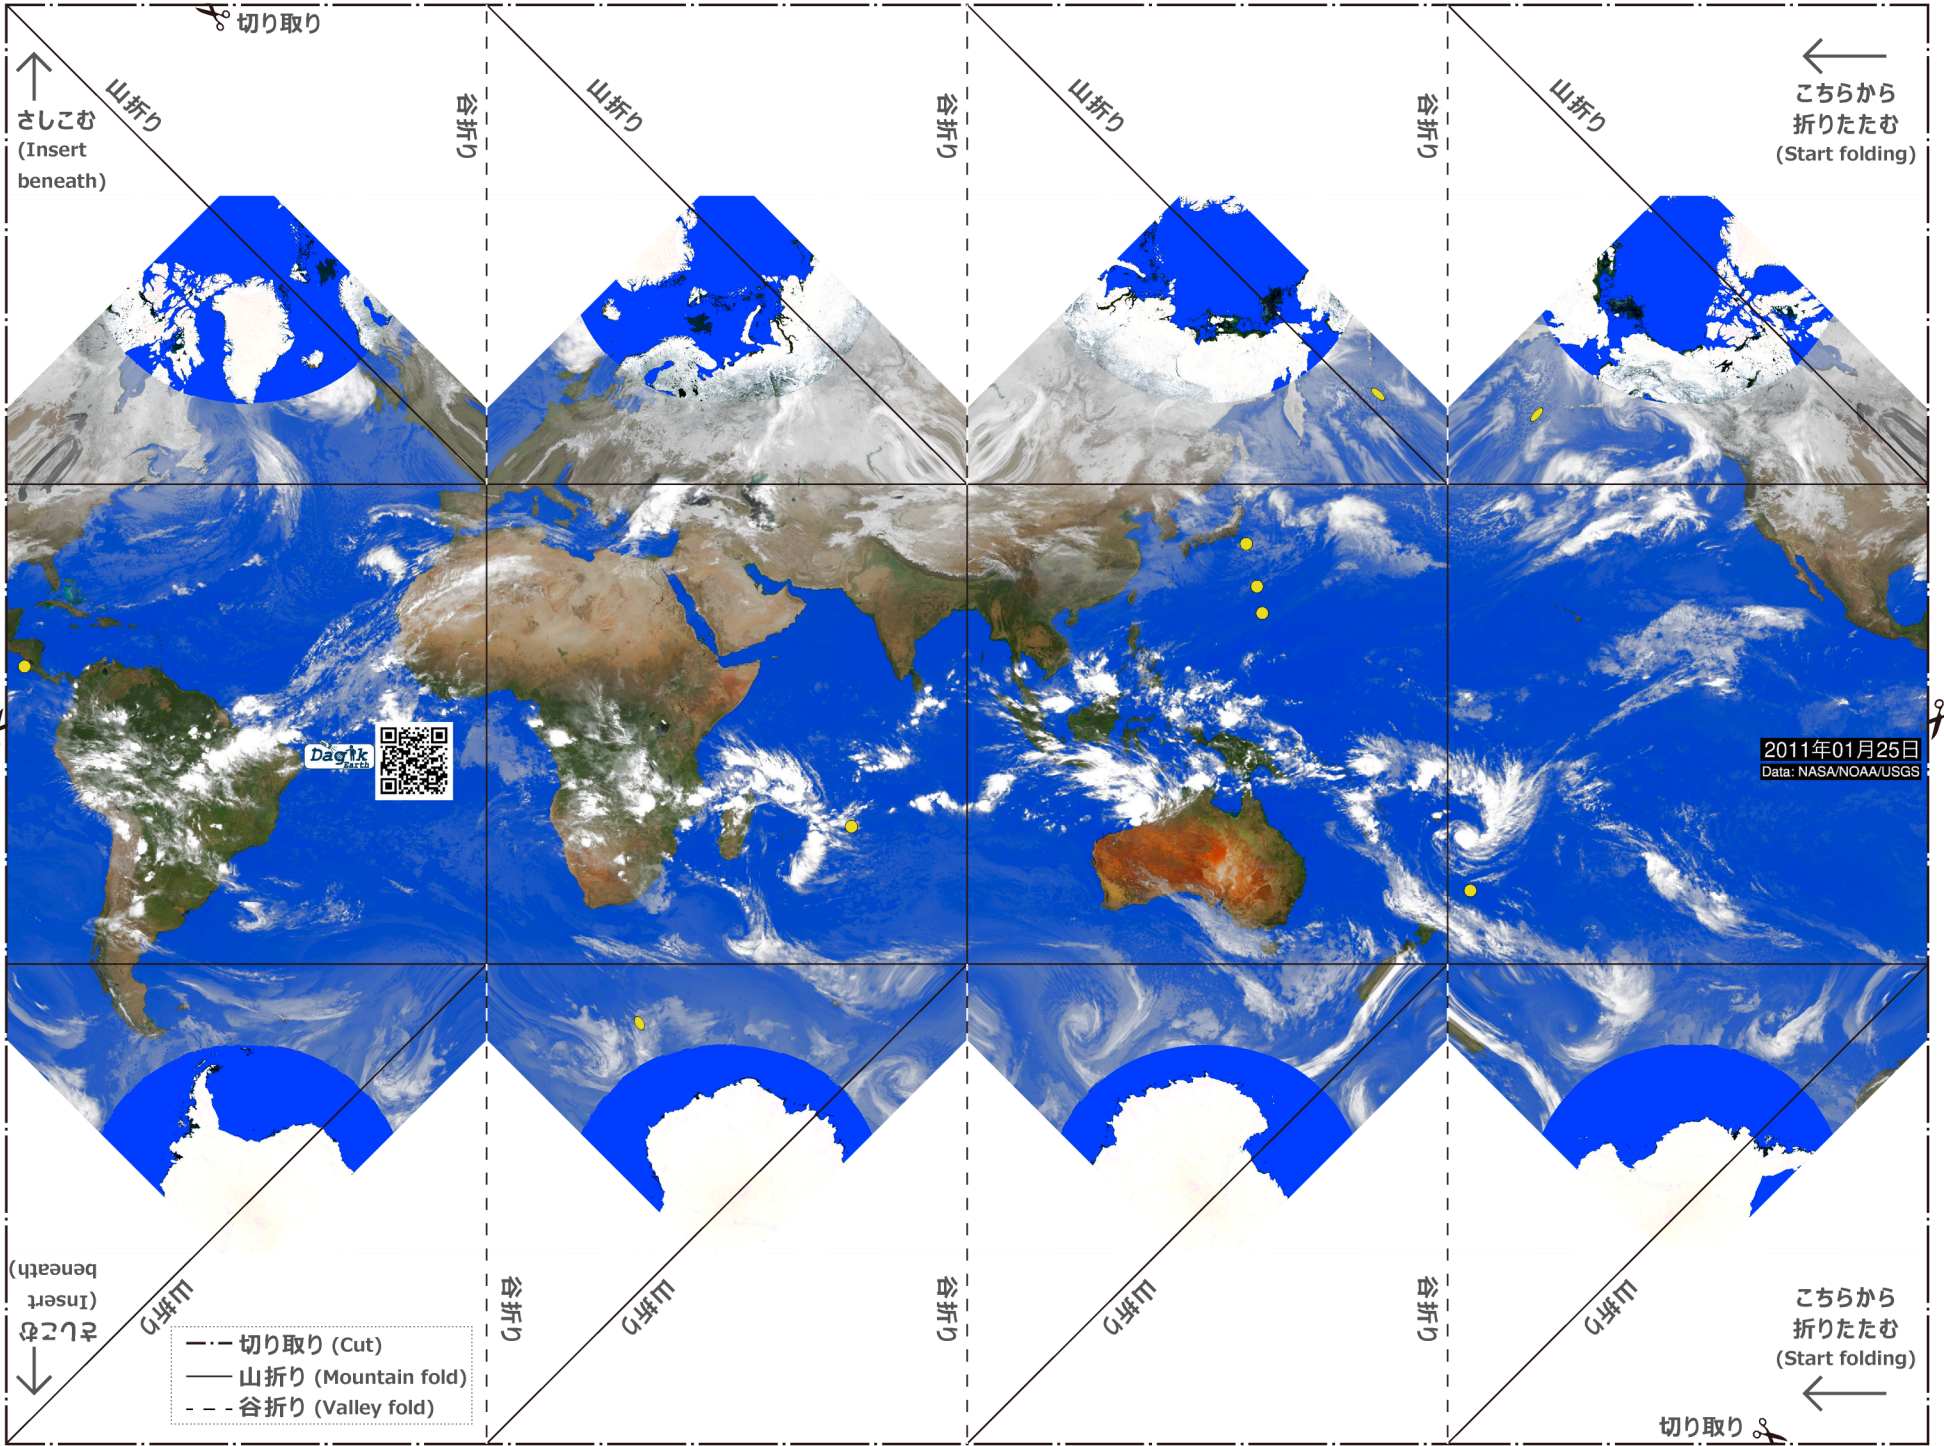 切り取り
さしこむ
(Insert
beneath)
山折り
谷折り
山折り
谷折り
山折り
谷折り
山折り
こちらから
折りたたむ
(Start folding)
Dagik
Earth
2011年01月25日
Data: NASA/NOAA/USGS
さしこむ
(Insert
beneath)
山折り
谷折り
山折り
谷折り
山折り
谷折り
山折り
こちらから
折りたたむ
(Start folding)
切り取り (Cut)
山折り (Mountain fold)
谷折り (Valley fold)
切り取り